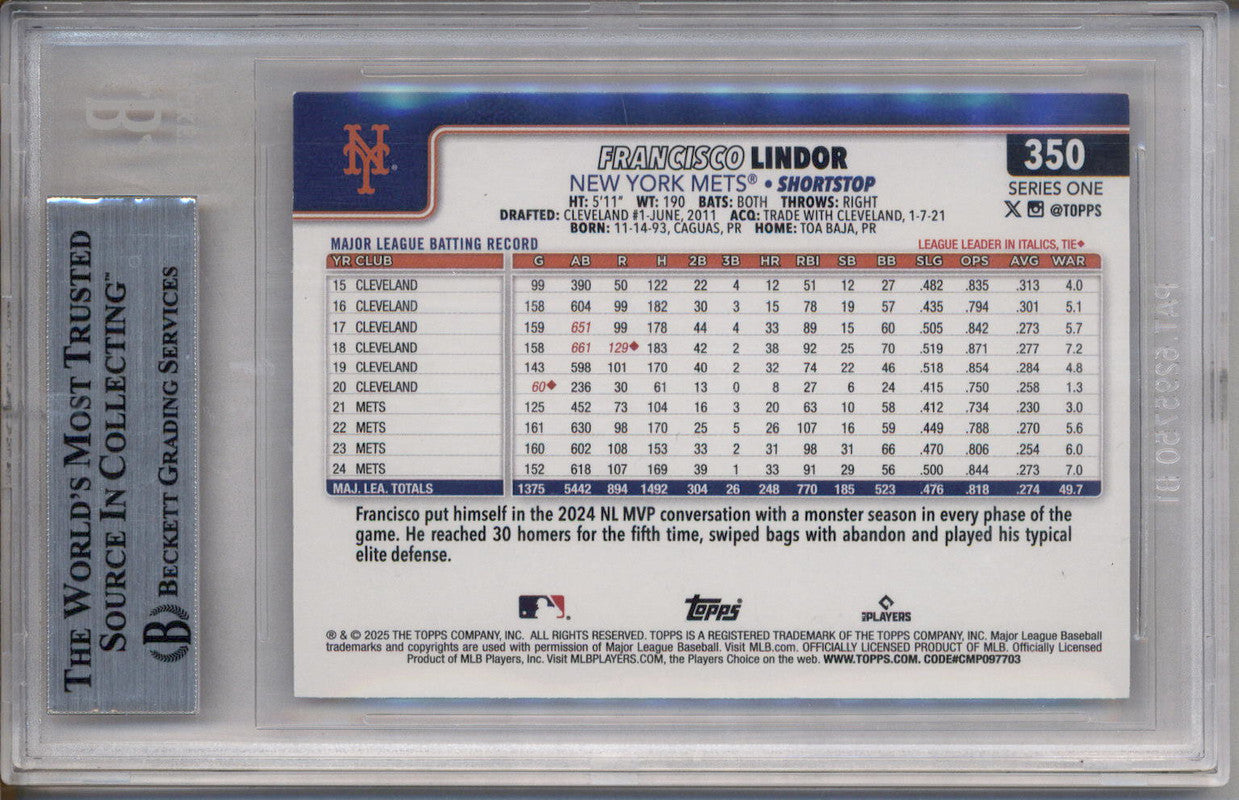 THE WORLD'S MOST TRUSTED
SOURCE IN COLLECTING™
B BECKETT GRADING SERVICES
NY
FRANCISCO LINDOR
350
NEW YORK METS® • SHORTSTOP
SERIES ONE
HT: 5'11" WT: 190 BATS: BOTH THROWS: RIGHT
X @TOPPS
DRAFTED: CLEVELAND #1-JUNE, 2011 ACQ: TRADE WITH CLEVELAND, 1-7-21
BORN: 11-14-93, CAGUAS, PR HOME: TOA BAJA, PR
MAJOR LEAGUE BATTING RECORD LEAGUE LEADER IN ITALICS, TIE♦
YR CLUB G AB R H 2B 3B HR RBI SB BB SLG OPS AVG WAR
15 CLEVELAND 99 390 50 122 22 4 12 51 12 27 .482 .835 .313 4.0
16 CLEVELAND 158 604 99 182 30 3 15 78 19 57 .435 .794 .301 5.1
17 CLEVELAND 159 651 99 178 44 4 33 89 15 60 .505 .842 .273 5.7
18 CLEVELAND 158 661 129♦ 183 42 2 38 92 25 70 .519 .871 .277 7.2
19 CLEVELAND 143 598 101 170 40 2 32 74 22 46 .518 .854 .284 4.8
20 CLEVELAND 60♦ 236 30 61 13 0 8 27 6 24 .415 .750 .258 1.3
21 METS 125 452 73 104 16 3 20 63 10 58 .412 .734 .230 3.0
22 METS 161 630 98 170 25 5 26 107 16 59 .449 .788 .270 5.6
23 METS 160 602 108 153 33 2 31 98 31 66 .470 .806 .254 6.0
24 METS 152 618 107 169 39 1 33 91 29 56 .500 .844 .273 7.0
MAJ. LEA. TOTALS 1375 5442 894 1492 304 26 248 770 185 523 .476 .818 .274 49.7
Francisco put himself in the 2024 NL MVP conversation with a monster season in every phase of the
game. He reached 30 homers for the fifth time, swiped bags with abandon and played his typical
elite defense.
Topps® PLAYERS
® & © 2025 THE TOPPS COMPANY, INC. ALL RIGHTS RESERVED. TOPPS IS A REGISTERED TRADEMARK OF THE TOPPS COMPANY, INC. Major League Baseball
trademarks and copyrights are used with permission of Major League Baseball. Visit MLB.com. OFFICIALLY LICENSED PRODUCT OF MLB. Officially Licensed
Product of MLB Players, Inc. Visit MLBPLAYERS.COM, the Players Choice on the web. WWW.TOPPS.COM. CODE#CMP097703